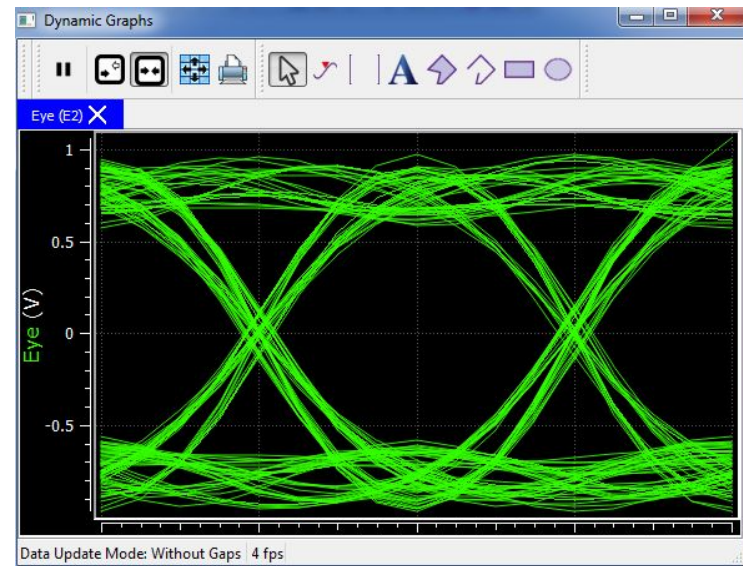 Dynamic Graphs
A
Eye (E2)
1
0.5
0
-0.5
Eye (V)
Data Update Mode: Without Gaps 4 fps